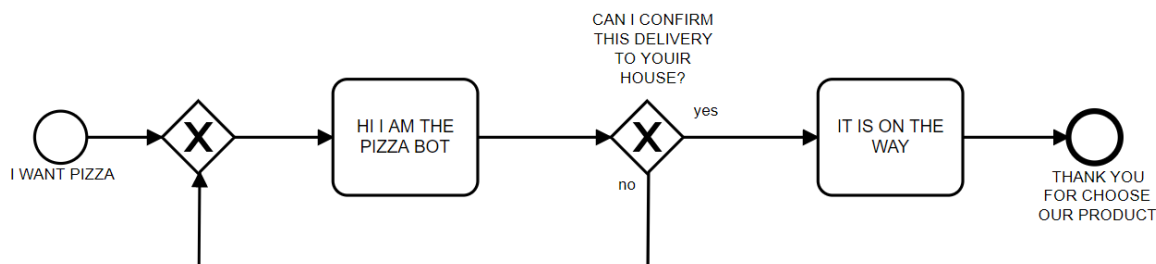 I WANT PIZZA
HI I AM THE
PIZZA BOT
CAN I CONFIRM
THIS DELIVERY
TO YOUIR
HOUSE?
yes
no
IT IS ON THE
WAY
THANK YOU
FOR CHOOSE
OUR PRODUCT